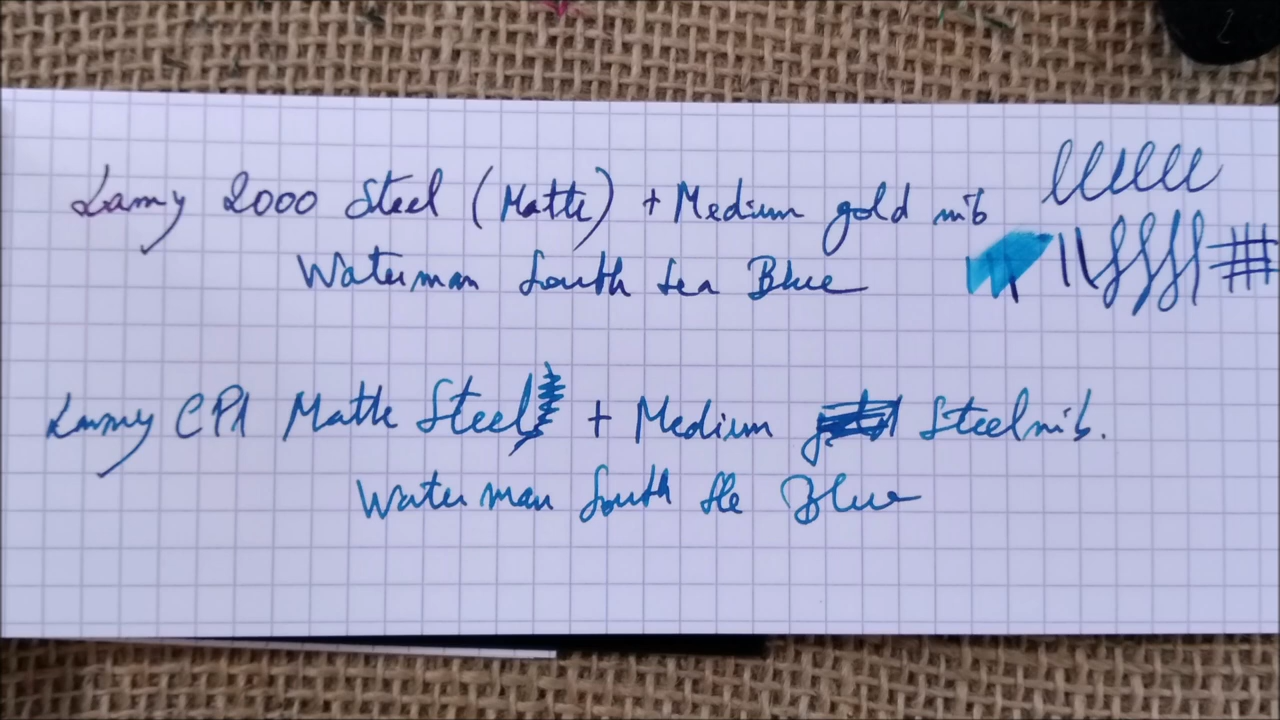 Lamy 2000 Steel (Matte) + Medium gold nib
Waterman South Sea Blue
Lamy CP1 Matte Steel + Medium Steel nib.
Waterman South Se Blue